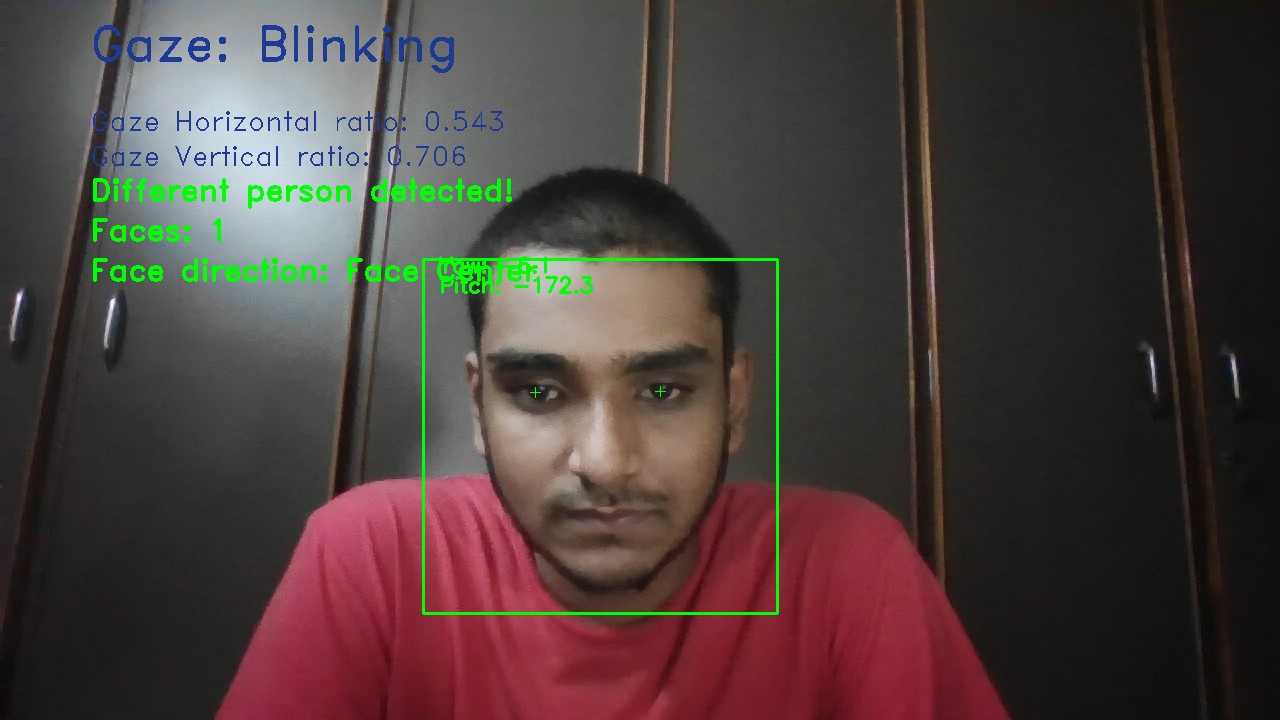 Gaze: Blinking
Gaze Horizontal ratio: 0.543
Gaze Vertical ratio: 0.706
Different person detected!
Faces: 1
Face direction: Face Center
Pitch: -172.3